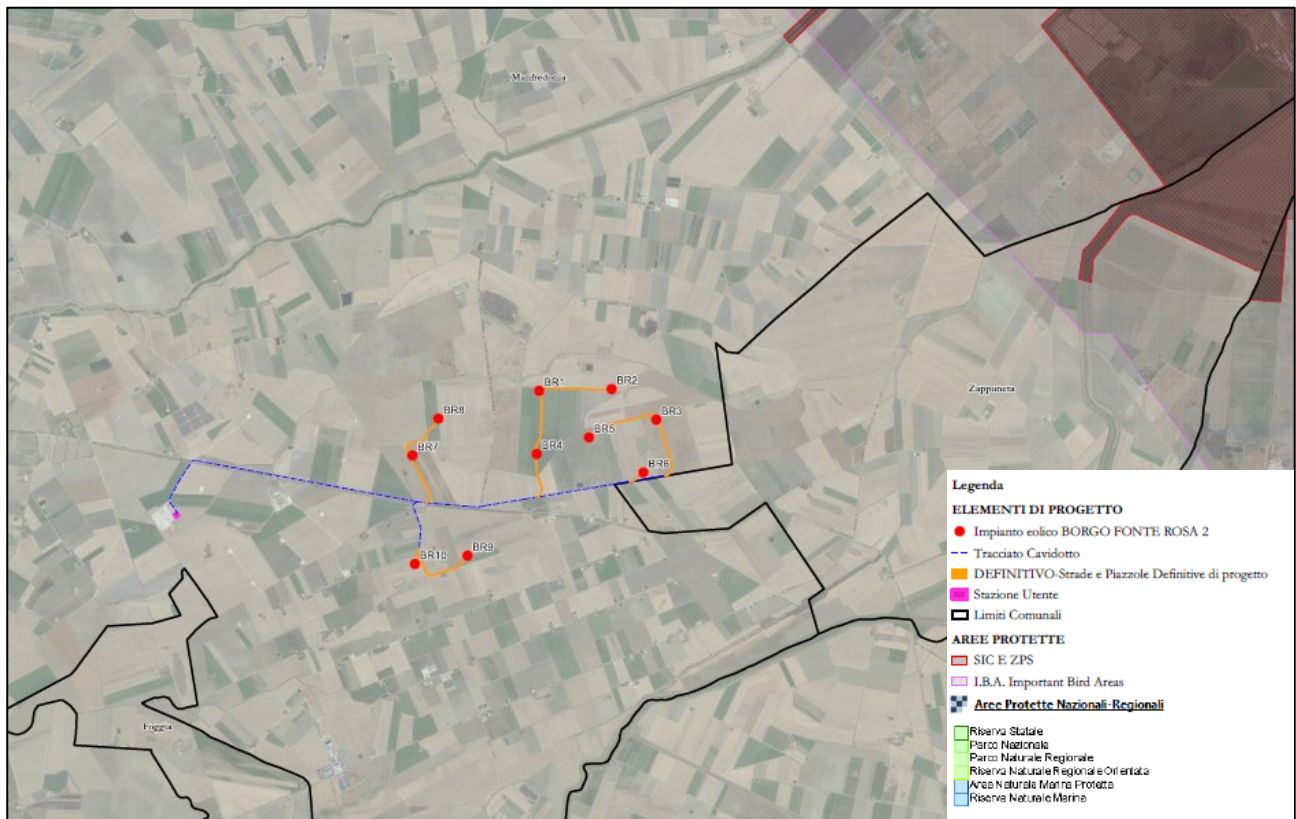 Manfredonia
Zapponeta
BR1
BR2
BR8
BR3
BR5
BR7
BR4
BR6
BR9
BR10
Foggia
Legenda
ELEMENTI DI PROGETTO
Impianto eolico BORGO FONTE ROSA 2
Tracciato Cavidotto
DEFINITIVO-Strade e Piazzole Definitive di progetto
Stazione Utente
Limiti Comunali
AREE PROTETTE
SIC E ZPS
I.B.A. Important Bird Areas
Aree Protette Nazionali-Regionali
Riserva Statale
Parco Nazionale
Parco Naturale Regionale
Riserva Naturale Regionale Orientata
Area Naturale Marina Protetta
Riserva Naturale Marina